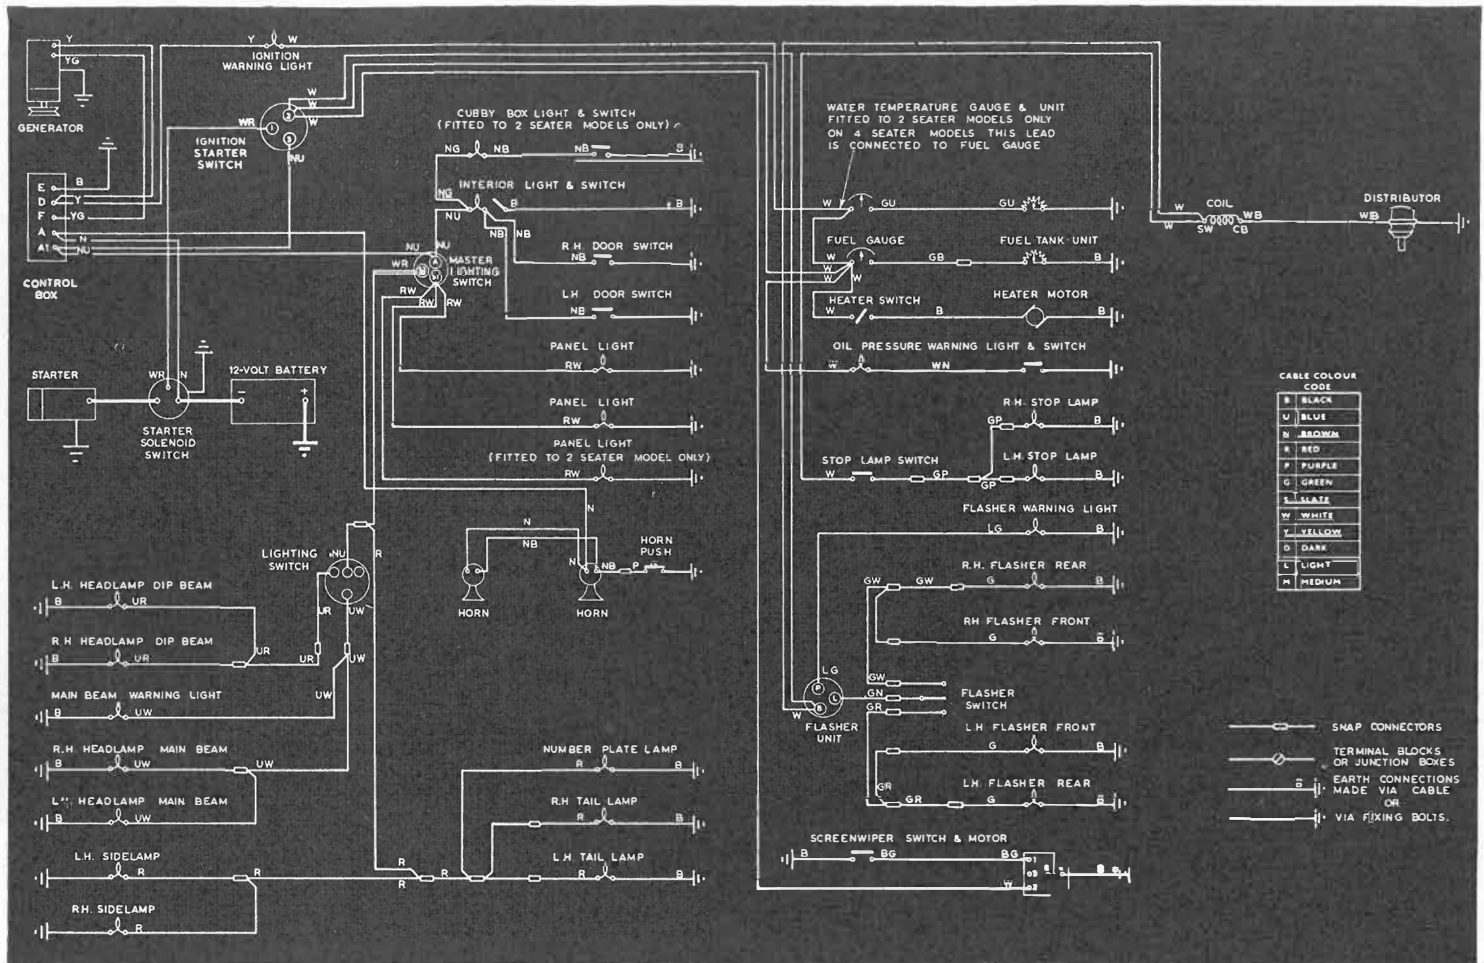 Y
YG
GENERATOR
Y W
IGNITION
WARNING LIGHT
W
W
W
WR
1
2
3
NU
IGNITION
STARTER
SWITCH
E B
D Y
F YG
A N
A1 NU
CONTROL
BOX
CUBBY BOX LIGHT & SWITCH
(FITTED TO 2 SEATER MODELS ONLY)
NG NB NB B
INTERIOR LIGHT & SWITCH
NG
NU B B
NB NB
R.H. DOOR SWITCH
NB
NU NU
WR A
MASTER
LIGHTING
SWITCH
RW RW RW
L.H DOOR SWITCH
NB
PANEL LIGHT
RW
PANEL LIGHT
RW
PANEL LIGHT
(FITTED TO 2 SEATER MODEL ONLY)
RW
STARTER
WR N
12-VOLT BATTERY
- +
STARTER
SOLENOID
SWITCH
N
N
NB
N NB P
HORN
PUSH
HORN HORN
LIGHTING
SWITCH
NU R
UR UW
L.H. HEADLAMP DIP BEAM
B UR
R H HEADLAMP DIP BEAM
B UR UR UR UW
MAIN BEAM WARNING LIGHT
B UW UW
R.H. HEADLAMP MAIN BEAM
B UW UW
HEADLAMP MAIN BEAM
B UW
L.H. SIDELAMP
R R R
RH. SIDELAMP
R
NUMBER PLATE LAMP
R B
R.H TAIL LAMP
R B
L.H TAIL LAMP
R B
WATER TEMPERATURE GAUGE & UNIT
FITTED TO 2 SEATER MODELS ONLY
ON 4 SEATER MODELS THIS LEAD
IS CONNECTED TO FUEL GAUGE
W GU GU
FUEL GAUGE FUEL TANK UNIT
W W W W GB B
HEATER SWITCH HEATER MOTOR
W B B
OIL PRESSURE WARNING LIGHT & SWITCH
W WN
R.H. STOP LAMP
GP B
STOP LAMP SWITCH L.H. STOP LAMP
W GP GP B
FLASHER WARNING LIGHT
LG B
R.H. FLASHER REAR
GW GW G B
RH FLASHER FRONT
G B
LG
P L B
W
FLASHER
UNIT
GW
GN
GR
FLASHER
SWITCH
L H FLASHER FRONT
G B
GR
L.H. FLASHER REAR
GR G B
SCREENWIPER SWITCH & MOTOR
B BG BG 1
3
W 2
B
COIL
W
W SW CB WB
DISTRIBUTOR
WB
CABLE COLOUR
CODE
B BLACK
U BLUE
N BROWN
R RED
P PURPLE
G GREEN
S SLATE
W WHITE
Y YELLOW
D DARK
L LIGHT
M MEDIUM
SNAP CONNECTORS
TERMINAL BLOCKS
OR JUNCTION BOXES
B EARTH CONNECTIONS
MADE VIA CABLE
OR
VIA FIXING BOLTS.